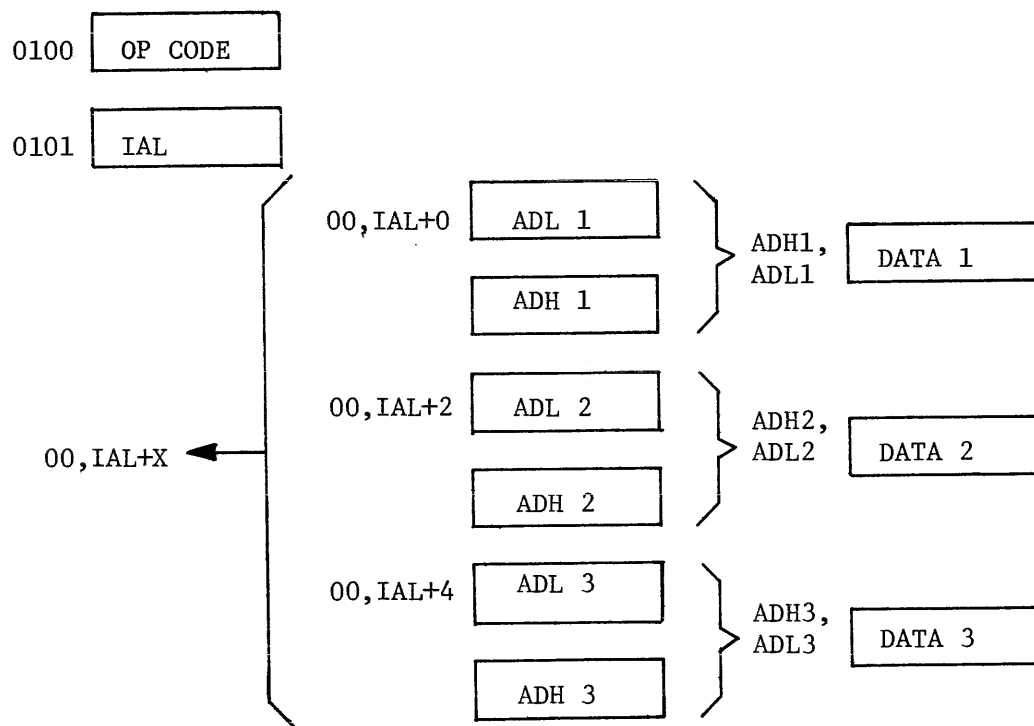 0100 OP CODE
0101 IAL
00,IAL+0 ADL 1
ADH1,
ADL1 DATA 1
ADH 1
00,IAL+2 ADL 2
ADH2,
ADL2 DATA 2
00,IAL+X
ADH 2
00,IAL+4 ADL 3
ADH3,
ADL3 DATA 3
ADH 3